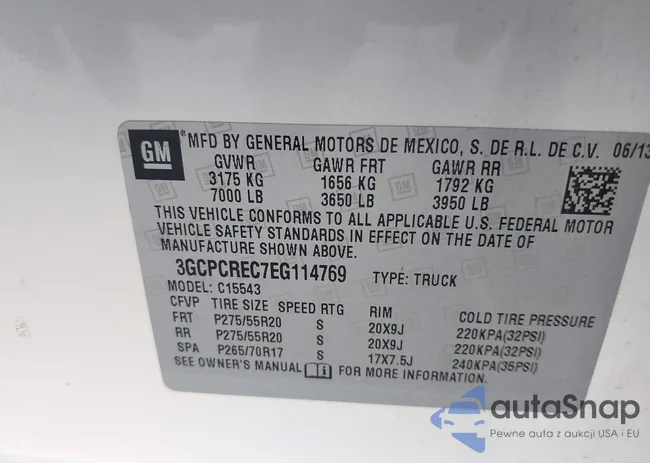 GM
MFD BY GENERAL MOTORS DE MEXICO, S. DE R.L. DE C.V. 06/13
GVWR GAWR FRT GAWR RR
3175 KG 1656 KG 1792 KG
7000 LB 3650 LB 3950 LB
THIS VEHICLE CONFORMS TO ALL APPLICABLE U.S. FEDERAL MOTOR
VEHICLE SAFETY STANDARDS IN EFFECT ON THE DATE OF
MANUFACTURE SHOWN ABOVE.
3GCPCREC7EG114769 TYPE: TRUCK
MODEL: C15543
CFVP TIRE SIZE SPEED RTG RIM COLD TIRE PRESSURE
FRT P275/55R20 S 20X9J 220KPA(32PSI)
RR P275/55R20 S 20X9J 220KPA(32PSI)
SPA P265/70R17 S 17X7.5J 240KPA(35PSI)
SEE OWNER'S MANUAL FOR MORE INFORMATION.
autaSnap
Pewne auta z aukcji USA i EU